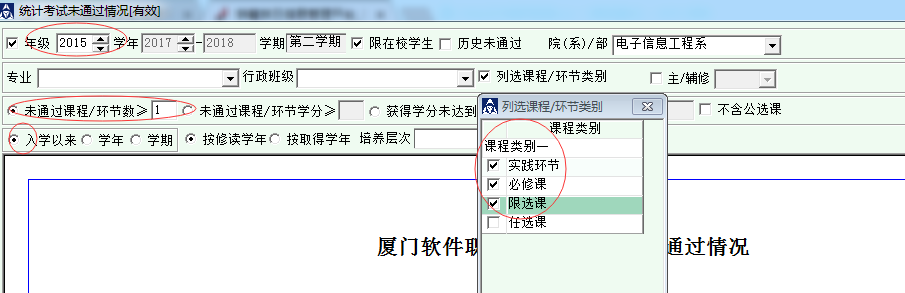 统计考试未通过情况[有效]
年级 2015 学年 2017 - 2018 学期 第二学期 限在校学生 历史未通过 院(系)/部 电子信息工程系
专业 行政班级 列选课程/环节类别 主/辅修
未通过课程/环节数≥ 1 未通过课程/环节学分≥ 获得学分未达到 不含公选课
入学以来 学年 学期 按修读学年 按取得学年 培养层次
列选课程/环节类别
课程类别
课程类别一
实践环节
必修课
限选课
任选课
厦门软件职 通过情况